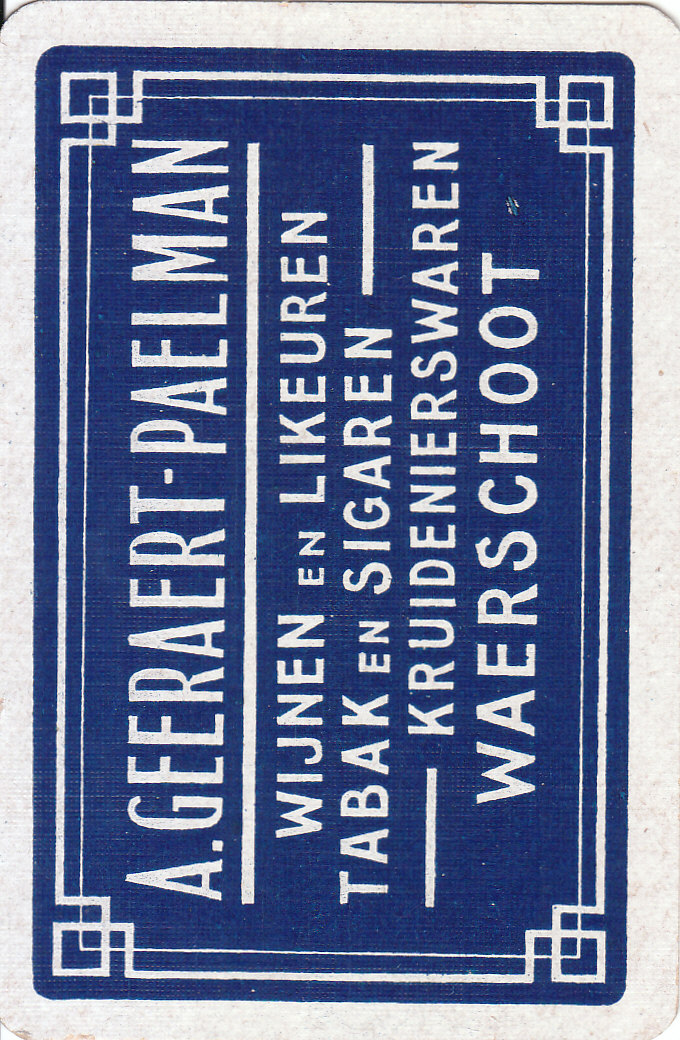 A. GEERAERT-PAELMAN
WIJNEN EN LIKEUREN
TABAK EN SIGAREN
KRUIDENIERSWAREN
WAERSCHOOT